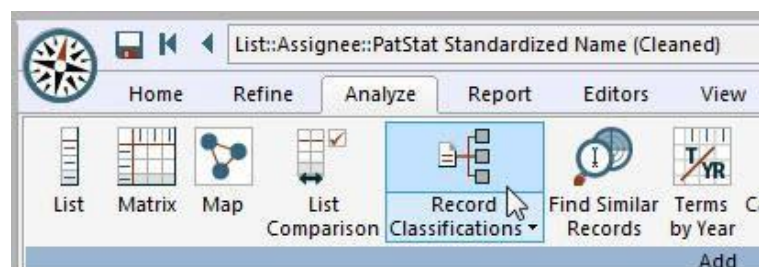 List::Assignee::PatStat Standardized Name (Cleaned)
Home Refine Analyze Report Editors View
List Matrix Map List Comparison Record Classifications Find Similar Records Terms by Year
T/YR
Add